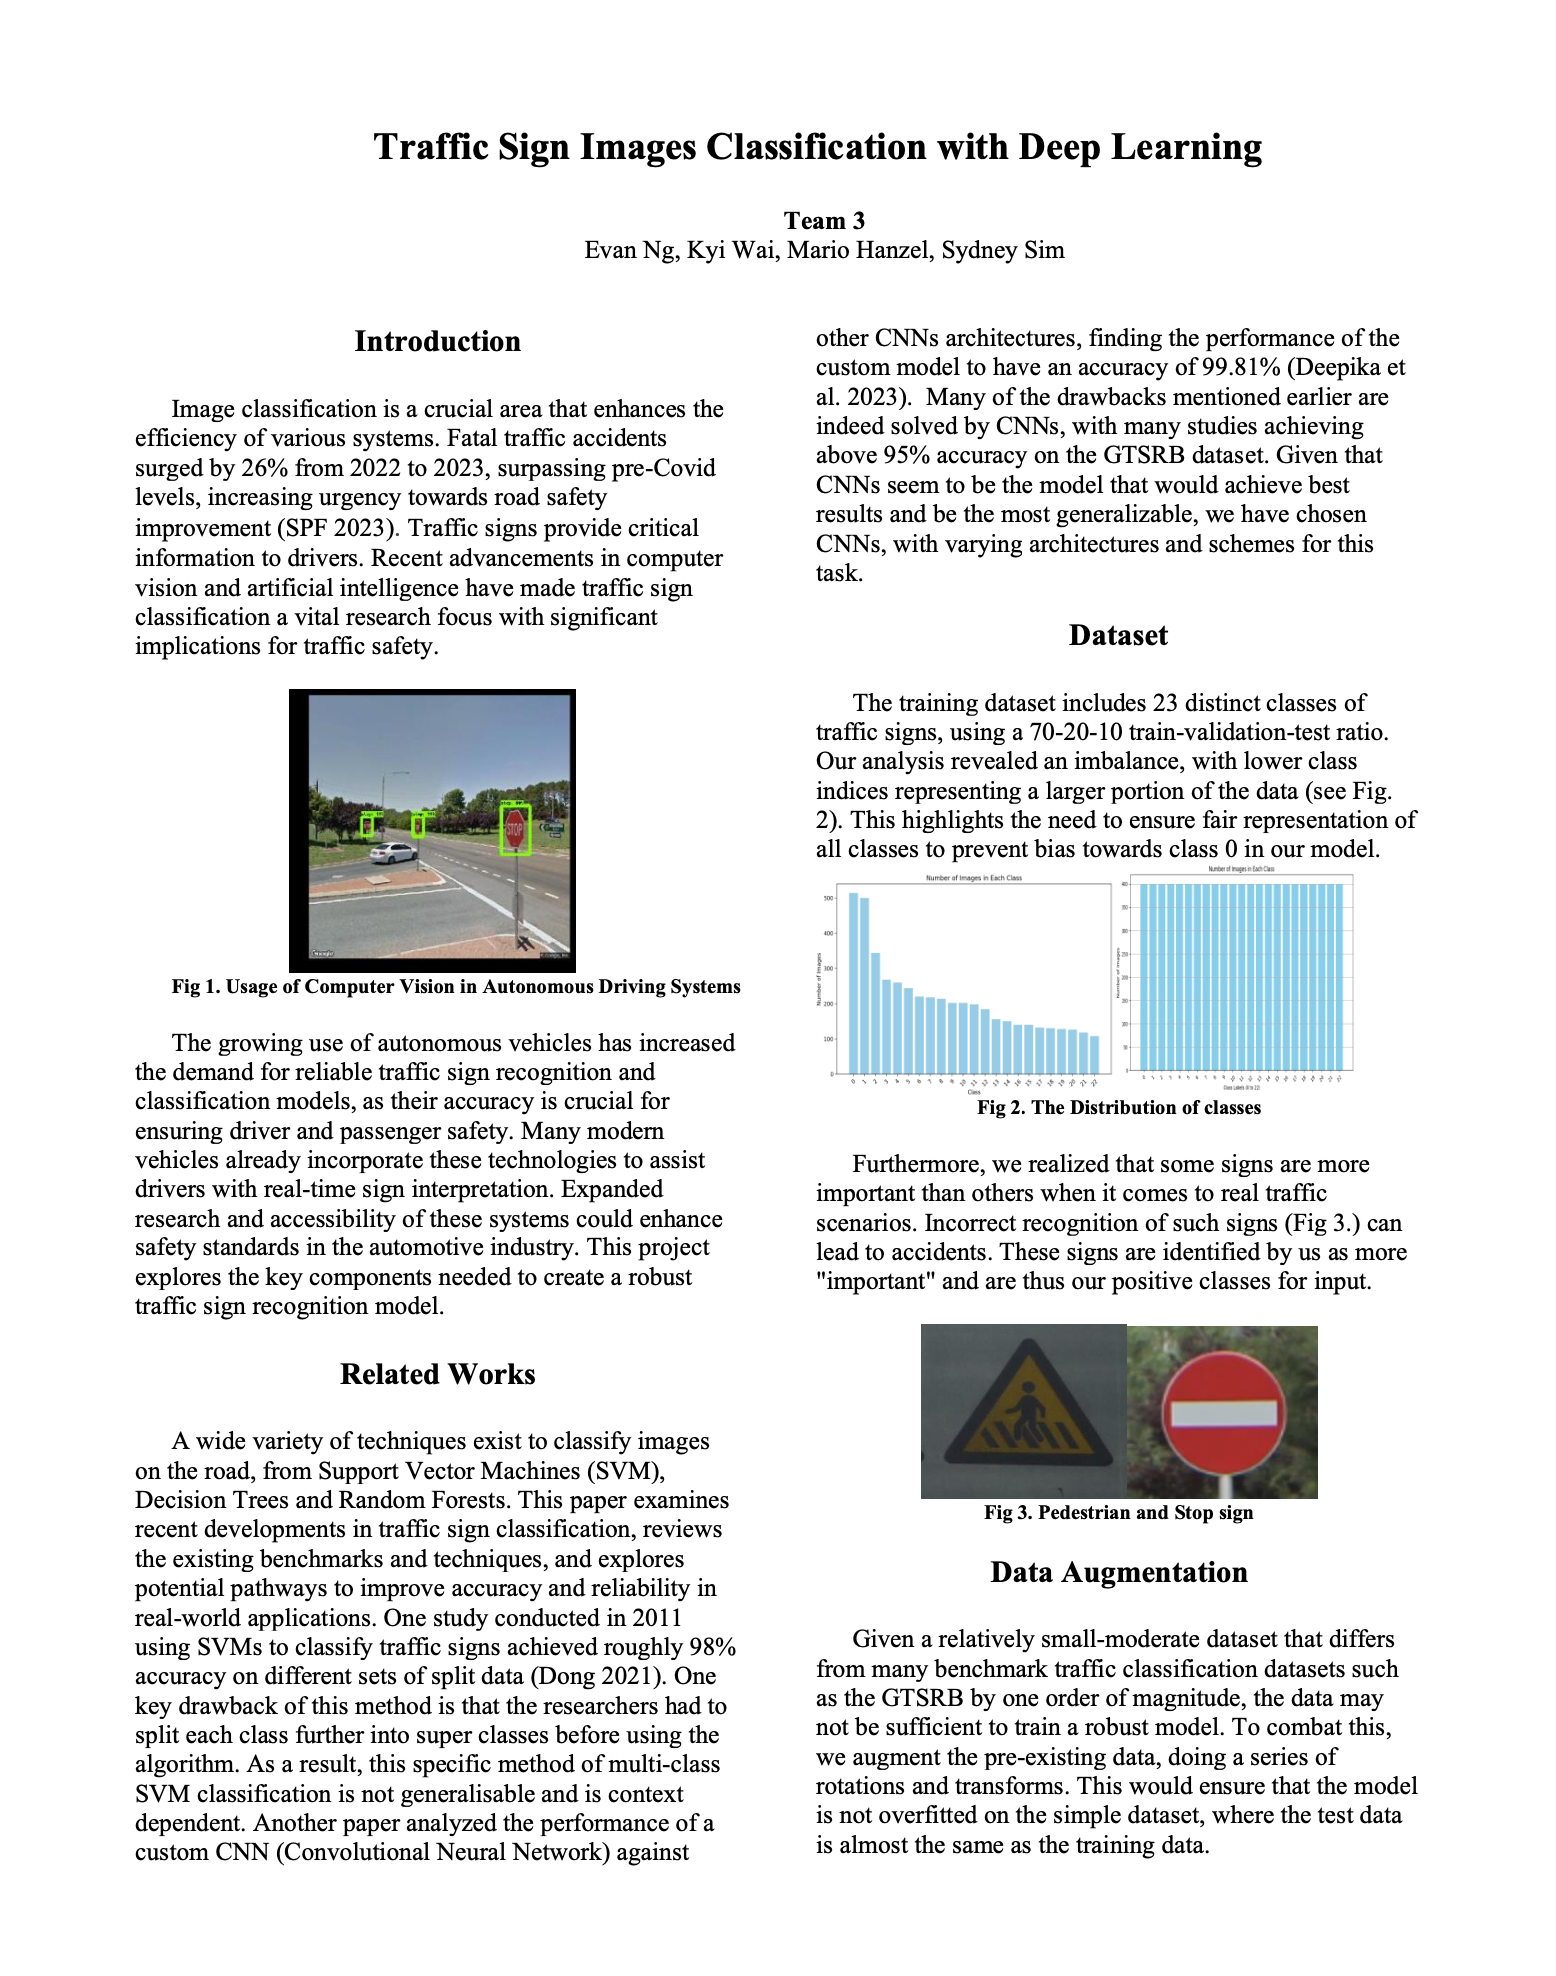 Traffic Sign Images Classification with Deep Learning
Team 3
Evan Ng, Kyi Wai, Mario Hanzel, Sydney Sim
Introduction
Image classification is a crucial area that enhances the
efficiency of various systems. Fatal traffic accidents
surged by 26% from 2022 to 2023, surpassing pre-Covid
levels, increasing urgency towards road safety
improvement (SPF 2023). Traffic signs provide critical
information to drivers. Recent advancements in computer
vision and artificial intelligence have made traffic sign
classification a vital research focus with significant
implications for traffic safety.
STOP
Google
Fig 1. Usage of Computer Vision in Autonomous Driving Systems
The growing use of autonomous vehicles has increased
the demand for reliable traffic sign recognition and
classification models, as their accuracy is crucial for
ensuring driver and passenger safety. Many modern
vehicles already incorporate these technologies to assist
drivers with real-time sign interpretation. Expanded
research and accessibility of these systems could enhance
safety standards in the automotive industry. This project
explores the key components needed to create a robust
traffic sign recognition model.
Related Works
A wide variety of techniques exist to classify images
on the road, from Support Vector Machines (SVM),
Decision Trees and Random Forests. This paper examines
recent developments in traffic sign classification, reviews
the existing benchmarks and techniques, and explores
potential pathways to improve accuracy and reliability in
real-world applications. One study conducted in 2011
using SVMs to classify traffic signs achieved roughly 98%
accuracy on different sets of split data (Dong 2021). One
key drawback of this method is that the researchers had to
split each class further into super classes before using the
algorithm. As a result, this specific method of multi-class
SVM classification is not generalisable and is context
dependent. Another paper analyzed the performance of a
custom CNN (Convolutional Neural Network) against
other CNNs architectures, finding the performance of the
custom model to have an accuracy of 99.81% (Deepika et
al. 2023).  Many of the drawbacks mentioned earlier are
indeed solved by CNNs, with many studies achieving
above 95% accuracy on the GTSRB dataset. Given that
CNNs seem to be the model that would achieve best
results and be the most generalizable, we have chosen
CNNs, with varying architectures and schemes for this
task.
Dataset
The training dataset includes 23 distinct classes of
traffic signs, using a 70-20-10 train-validation-test ratio.
Our analysis revealed an imbalance, with lower class
indices representing a larger portion of the data (see Fig.
2). This highlights the need to ensure fair representation of
all classes to prevent bias towards class 0 in our model.
Number of Images in Each Class
Number of Images
500
400
300
200
100
0
0 1 2 3 4 5 6 7 8 9 10 11 12 13 14 16 15 17 18 19 20 21 22
Class
Number of Images in Each Class
Number of Images
400
350
300
250
200
150
100
50
0
Class Labels (0 to 22)
Fig 2. The Distribution of classes
Furthermore, we realized that some signs are more
important than others when it comes to real traffic
scenarios. Incorrect recognition of such signs (Fig 3.) can
lead to accidents. These signs are identified by us as more
"important" and are thus our positive classes for input.
Fig 3. Pedestrian and Stop sign
Data Augmentation
Given a relatively small-moderate dataset that differs
from many benchmark traffic classification datasets such
as the GTSRB by one order of magnitude, the data may
not be sufficient to train a robust model. To combat this,
we augment the pre-existing data, doing a series of
rotations and transforms. This would ensure that the model
is not overfitted on the simple dataset, where the test data
is almost the same as the training data.